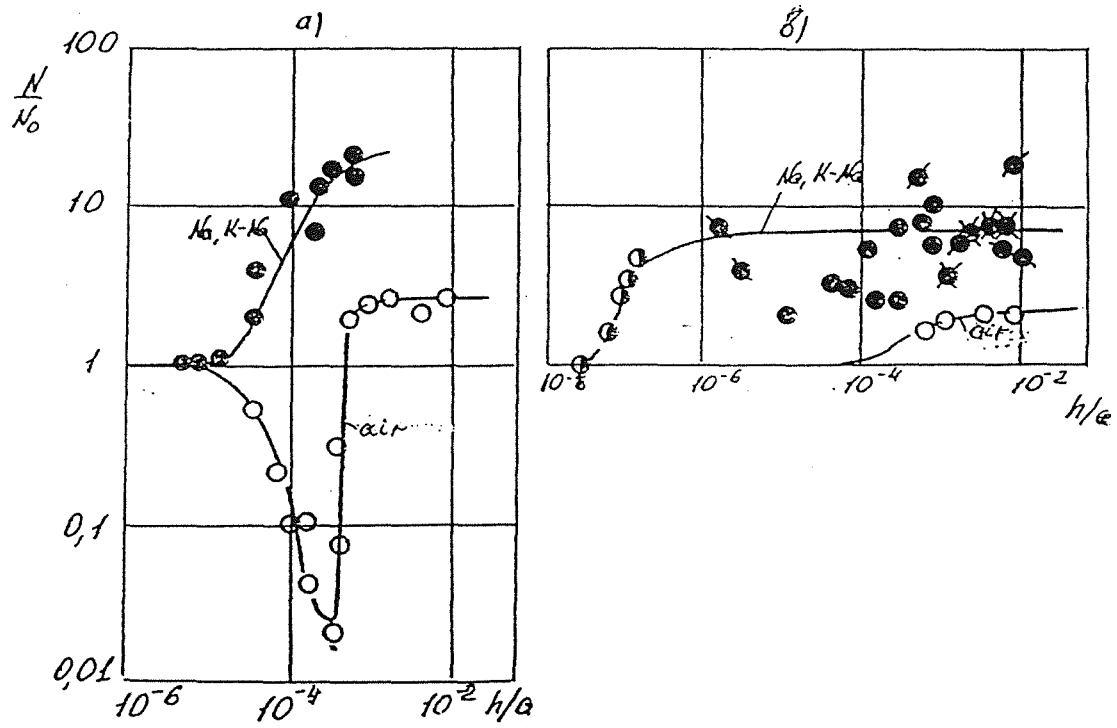 a)
б)
100
N
N₀
10
Na, K-Na
Na, K-Na
1
air
air
0,1
0,01
10⁻⁶ 10⁻⁴ 10⁻² h/a
10⁻⁸ 10⁻⁶ 10⁻⁴ 10⁻²
h/a